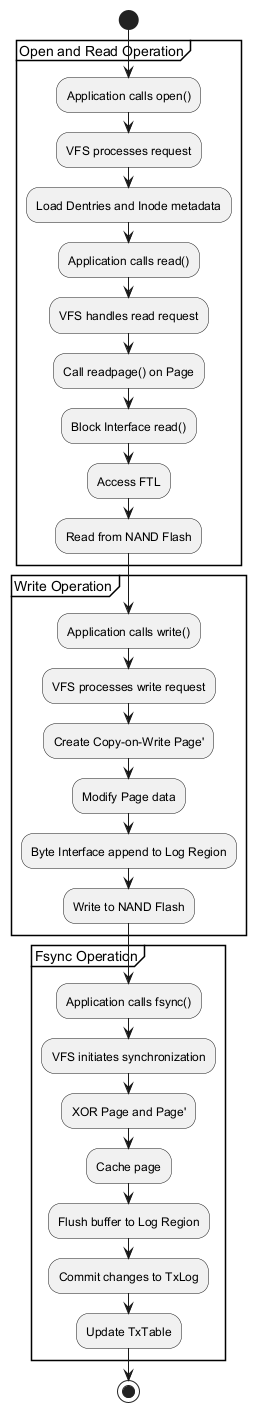 Open and Read Operation
Application calls open()
VFS processes request
Load Dentries and Inode metadata
Application calls read()
VFS handles read request
Call readpage() on Page
Block Interface read()
Access FTL
Read from NAND Flash
Write Operation
Application calls write()
VFS processes write request
Create Copy-on-Write Page'
Modify Page data
Byte Interface append to Log Region
Write to NAND Flash
Fsync Operation
Application calls fsync()
VFS initiates synchronization
XOR Page and Page'
Cache page
Flush buffer to Log Region
Commit changes to TxLog
Update TxTable